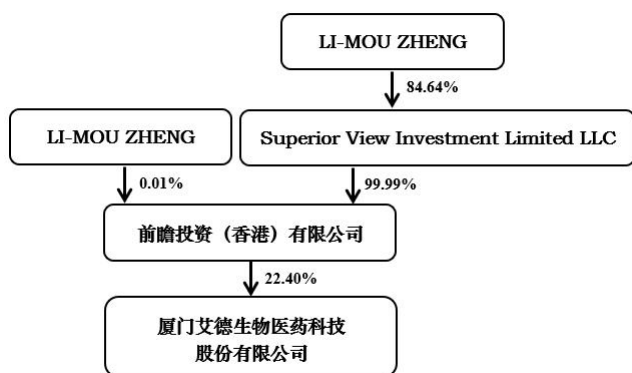 LI-MOU ZHENG
84.64%
LI-MOU ZHENG
Superior View Investment Limited LLC
0.01%
99.99%
前瞻投资（香港）有限公司
22.40%
厦门艾德生物医药科技
股份有限公司